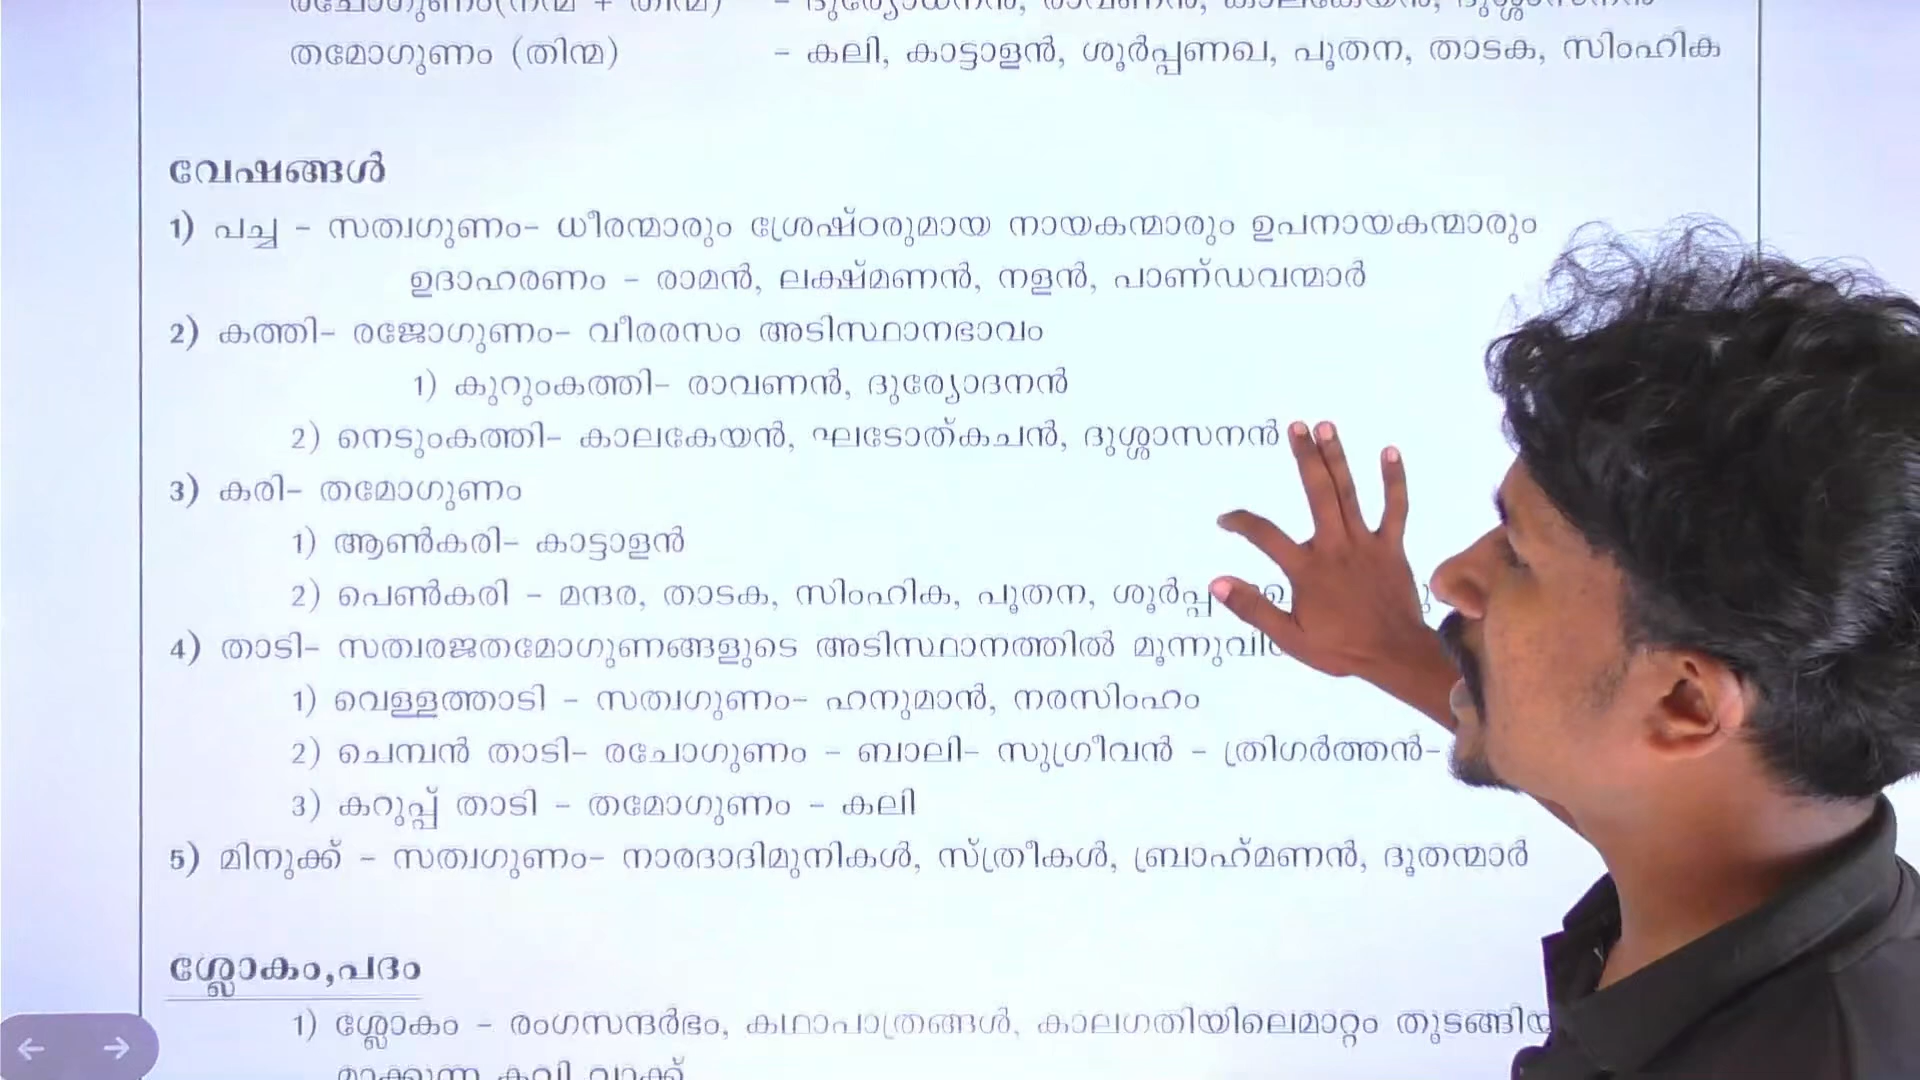 തമോഗുണം (തിന്മ) – കലി, കാട്ടാളൻ, ശൂർപ്പണഖ, പൂതന, താടക, സിംഹിക
വേഷങ്ങൾ
1) പച്ച – സത്വഗുണം– ധീരന്മാരും ശ്രേഷ്ഠരുമായ നായകന്മാരും ഉപനായകന്മാരും
ഉദാഹരണം – രാമൻ, ലക്ഷ്മണൻ, നളൻ, പാണ്ഡവന്മാർ
2) കത്തി– രജോഗുണം– വീരരസം അടിസ്ഥാനഭാവം
1) കുറുംകത്തി– രാവണൻ, ദുര്യോദനൻ
2) നെടുംകത്തി– കാലകേയൻ, ഘടോത്കചൻ, ദുശ്ശാസനൻ
3) കരി– തമോഗുണം
1) ആൺകരി– കാട്ടാളൻ
2) പെൺകരി – മന്ദര, താടക, സിംഹിക, പൂതന,
4) താടി– സത്വരജതമോഗുണങ്ങളുടെ അടിസ്ഥാനത്തിൽ
1) വെള്ളത്താടി – സത്വഗുണം– ഹനുമാൻ, നരസിംഹം
2) ചെമ്പൻ താടി– രചോഗുണം – ബാലി– സുഗ്രീവൻ – ത്രിഗർത്തൻ–
3) കറുപ്പ് താടി – തമോഗുണം – കലി
5) മിനുക്ക് – സത്വഗുണം– നാരദാദിമുനികൾ, സ്ത്രീകൾ, ബ്രാഹ്മണൻ, ദൂതന്മാർ
ശ്ലോകം,പദം
1) ശ്ലോകം – രംഗസന്ദർഭം, കഥാപാത്രങ്ങൾ, കാലഗതിയിലെമാറ്റം